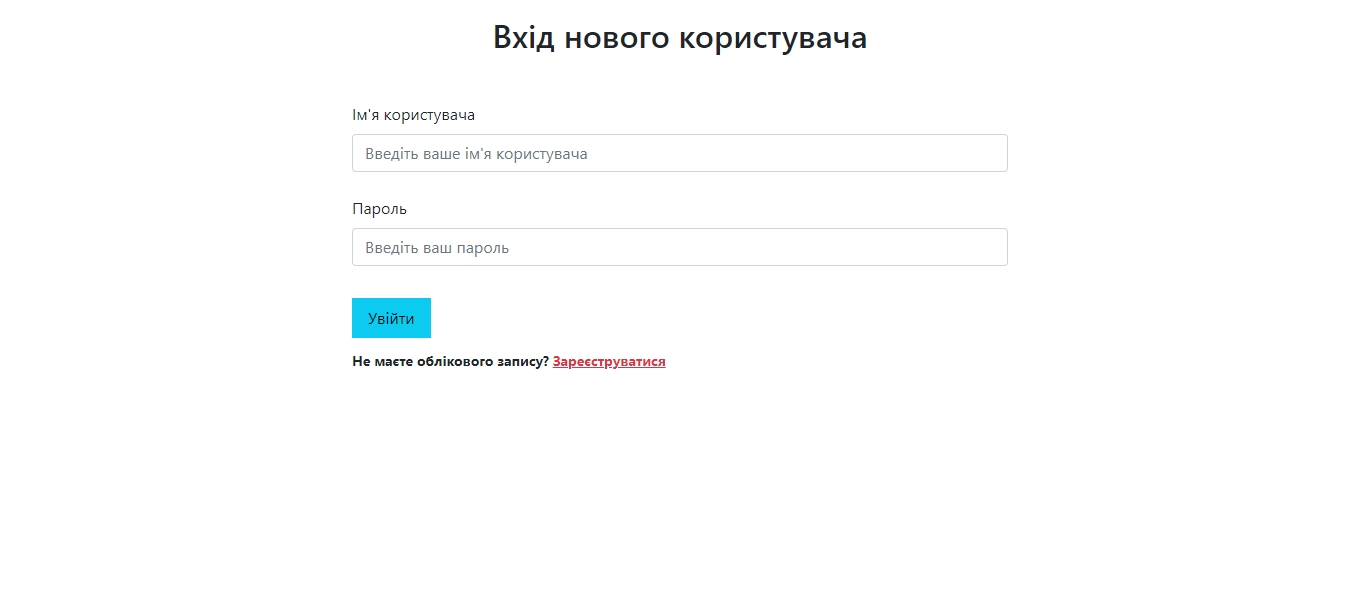 Вхід нового користувача
Ім'я користувача
Введіть ваше ім'я користувача
Пароль
Введіть ваш пароль
Увійти
Не маєте облікового запису? Зареєструватися